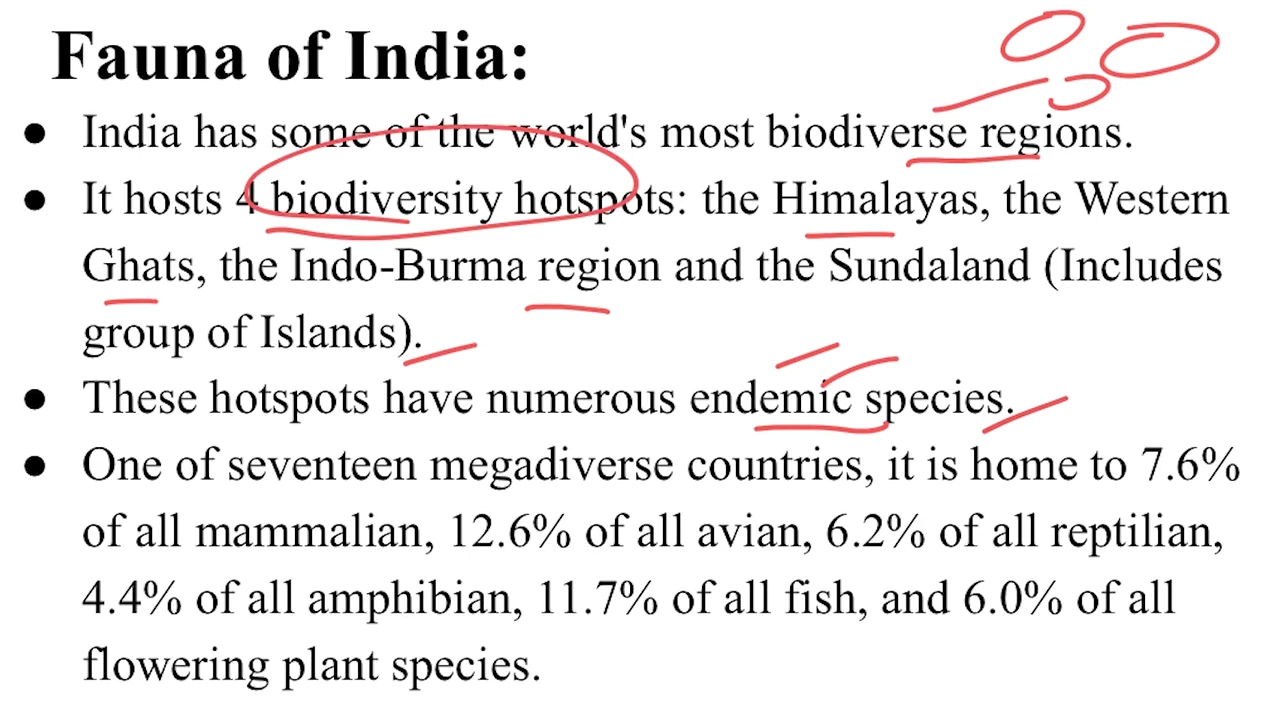 Fauna of India:
● India has some of the world's most biodiverse regions.
● It hosts 4 biodiversity hotspots: the Himalayas, the Western
Ghats, the Indo-Burma region and the Sundaland (Includes
group of Islands).
● These hotspots have numerous endemic species.
● One of seventeen megadiverse countries, it is home to 7.6%
of all mammalian, 12.6% of all avian, 6.2% of all reptilian,
4.4% of all amphibian, 11.7% of all fish, and 6.0% of all
flowering plant species.